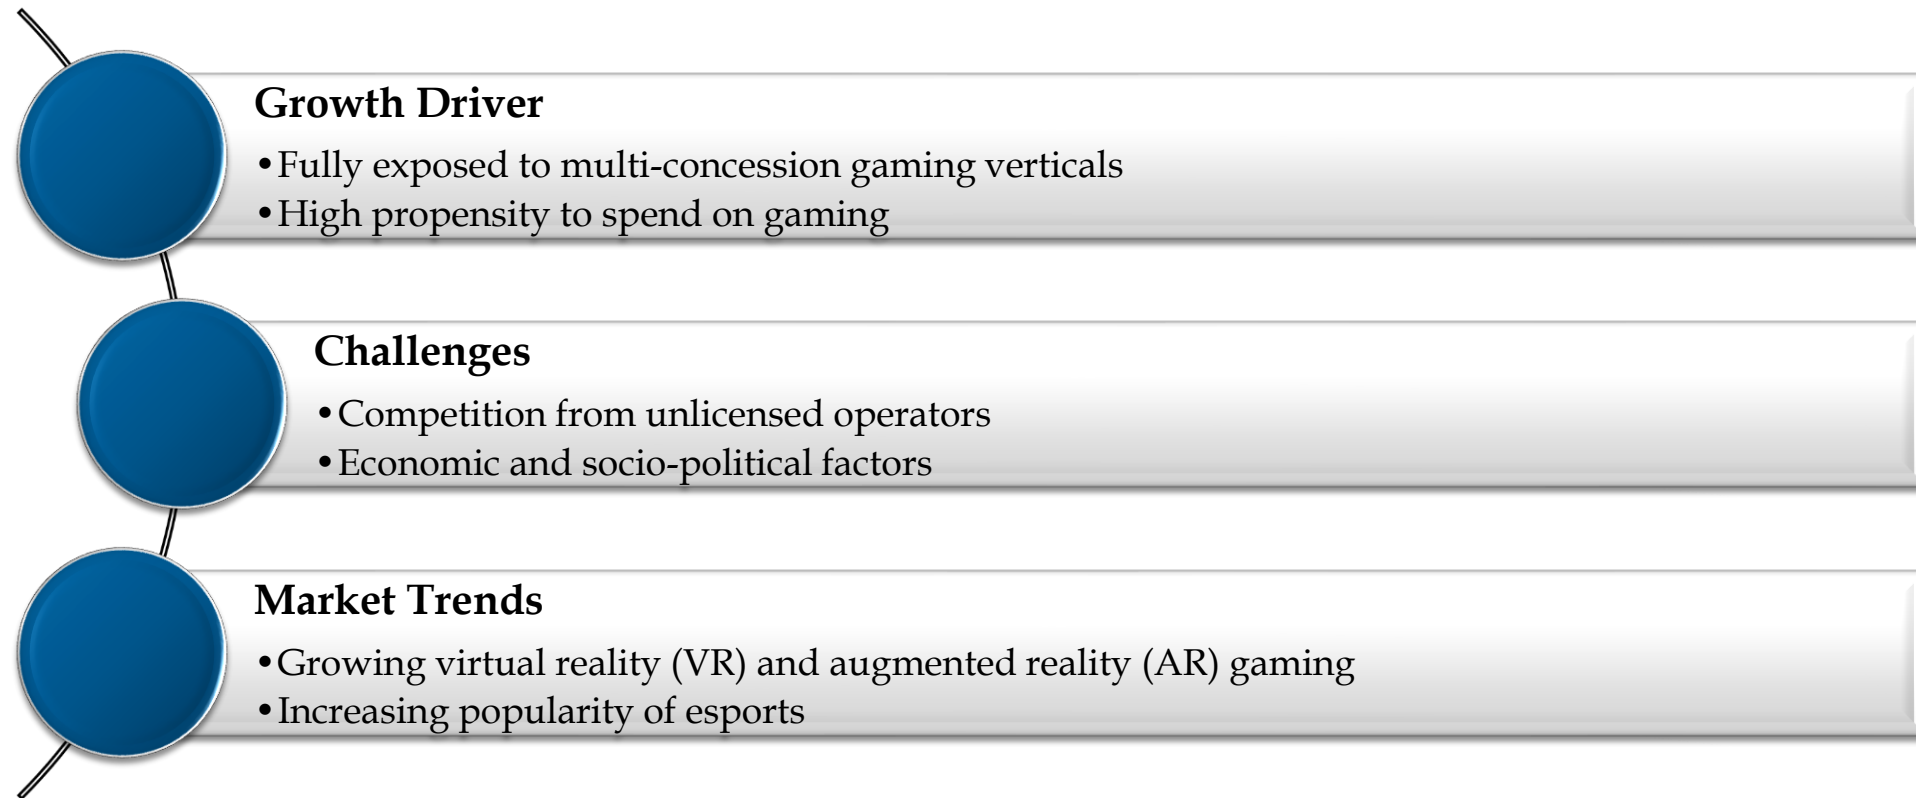 Growth Driver
•Fully exposed to multi-concession gaming verticals
•High propensity to spend on gaming
Challenges
•Competition from unlicensed operators
•Economic and socio-political factors
Market Trends
•Growing virtual reality (VR) and augmented reality (AR) gaming
•Increasing popularity of esports